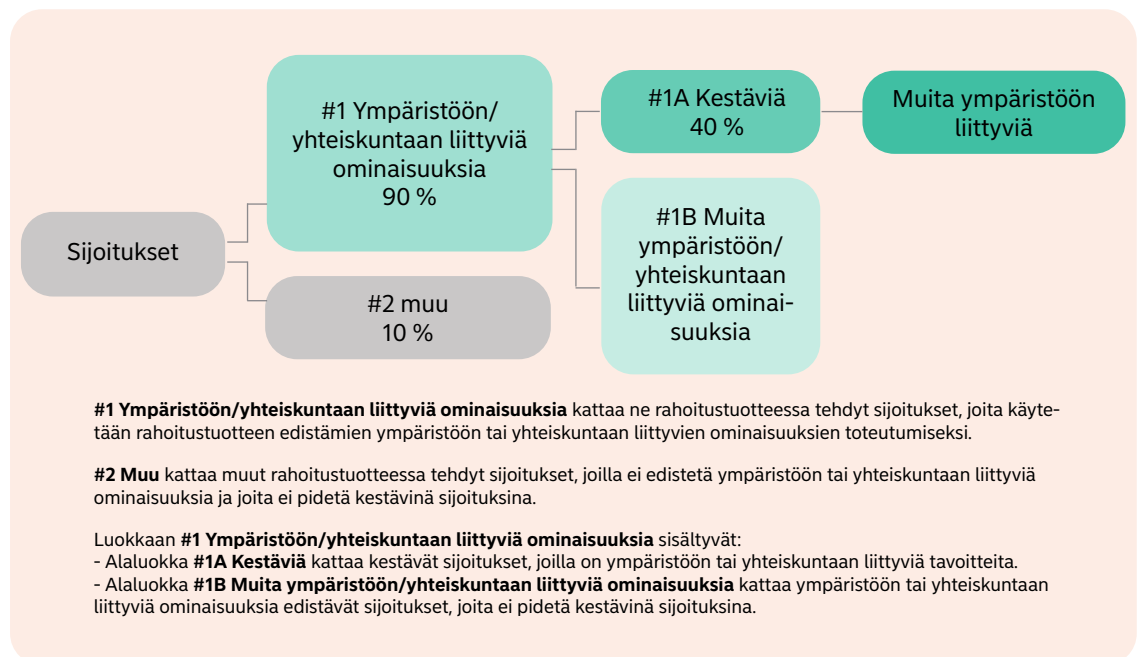 #1 Ympäristöön/
yhteiskuntaan liittyviä
ominaisuuksia
90 %
#1A Kestäviä
40 %
Muita ympäristöön
liittyviä
Sijoitukset
#1B Muita
ympäristöön/
yhteiskuntaan
liittyviä ominai-
suuksia
#2 muu
10 %
#1 Ympäristöön/yhteiskuntaan liittyviä ominaisuuksia kattaa ne rahoitustuotteessa tehdyt sijoitukset, joita käyte-
tään rahoitustuotteen edistämien ympäristöön tai yhteiskuntaan liittyvien ominaisuuksien toteutumiseksi.
#2 Muu kattaa muut rahoitustuotteessa tehdyt sijoitukset, joilla ei edistetä ympäristöön tai yhteiskuntaan liittyviä
ominaisuuksia ja joita ei pidetä kestävinä sijoituksina.
Luokkaan #1 Ympäristöön/yhteiskuntaan liittyviä ominaisuuksia sisältyvät:
- Alaluokka #1A Kestäviä kattaa kestävät sijoitukset, joilla on ympäristöön tai yhteiskuntaan liittyviä tavoitteita.
- Alaluokka #1B Muita ympäristöön/yhteiskuntaan liittyviä ominaisuuksia kattaa ympäristöön tai yhteiskuntaan
liittyviä ominaisuuksia edistävät sijoitukset, joita ei pidetä kestävinä sijoituksina.